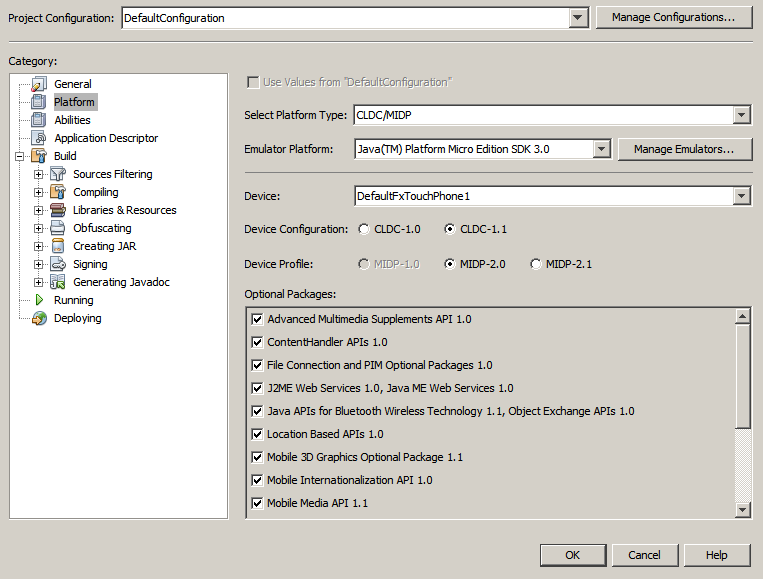 Project Configuration: DefaultConfiguration Manage Configurations...
Category:
General
Platform
Abilities
Application Descriptor
Build
Sources Filtering
Compiling
Libraries & Resources
Obfuscating
Creating JAR
Signing
Generating Javadoc
Running
Deploying
Use Values from "DefaultConfiguration"
Select Platform Type: CLDC/MIDP
Emulator Platform: Java(TM) Platform Micro Edition SDK 3.0 Manage Emulators...
Device: DefaultFxTouchPhone1
Device Configuration: CLDC-1.0 CLDC-1.1
Device Profile: MIDP-1.0 MIDP-2.0 MIDP-2.1
Optional Packages:
Advanced Multimedia Supplements API 1.0
ContentHandler APIs 1.0
File Connection and PIM Optional Packages 1.0
J2ME Web Services 1.0, Java ME Web Services 1.0
Java APIs for Bluetooth Wireless Technology 1.1, Object Exchange APIs 1.0
Location Based APIs 1.0
Mobile 3D Graphics Optional Package 1.1
Mobile Internationalization API 1.0
Mobile Media API 1.1
OK Cancel Help